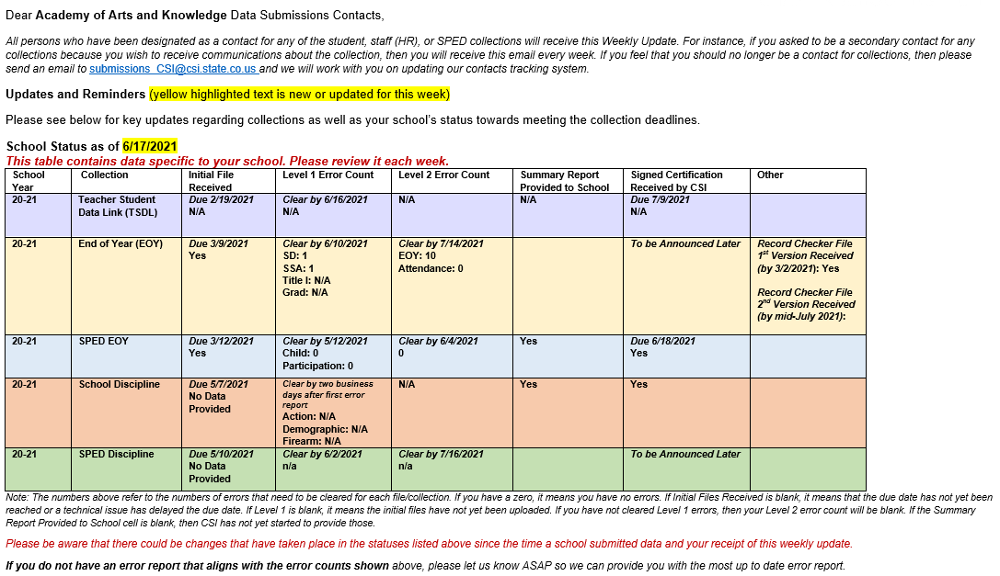 Dear Academy of Arts and Knowledge Data Submissions Contacts,
All persons who have been designated as a contact for any of the student, staff (HR), or SPED collections will receive this Weekly Update. For instance, if you asked to be a secondary contact for any
collections because you wish to receive communications about the collection, then you will receive this email every week. If you feel that you should no longer be a contact for collections, then please
send an email to submissions_CSI@csi.state.co.us and we will work with you on updating our contacts tracking system.
Updates and Reminders (yellow highlighted text is new or updated for this week)
Please see below for key updates regarding collections as well as your school's status towards meeting the collection deadlines.
School Status as of 6/17/2021
This table contains data specific to your school. Please review it each week.
School Year
Collection
Initial File Received
Level 1 Error Count
Level 2 Error Count
Summary Report Provided to School
Signed Certification Received by CSI
Other
20-21
Teacher Student
Data Link (TSDL)
Due 2/19/2021
N/A
Clear by 6/16/2021
N/A
N/A
N/A
Due 7/9/2021
N/A
20-21
End of Year (EOY)
Due 3/9/2021
Yes
Clear by 6/10/2021
SD: 1
SSA: 1
Title I: N/A
Grad: N/A
Clear by 7/14/2021
EOY: 10
Attendance: 0
To be Announced Later
Record Checker File
1st Version Received
(by 3/2/2021): Yes
Record Checker File
2nd Version Received
(by mid-July 2021):
20-21
SPED EOY
Due 3/12/2021
Yes
Clear by 5/12/2021
Child: 0
Participation: 0
Clear by 6/4/2021
0
Yes
Due 6/18/2021
Yes
20-21
School Discipline
Due 5/7/2021
No Data
Provided
Clear by two business
days after first error
report
Action: N/A
Demographic: N/A
Firearm: N/A
N/A
Yes
Yes
20-21
SPED Discipline
Due 5/10/2021
No Data
Provided
Clear by 6/2/2021
n/a
Clear by 7/16/2021
n/a
To be Announced Later
Note: The numbers above refer to the numbers of errors that need to be cleared for each file/collection. If you have a zero, it means you have no errors. If Initial Files Received is blank, it means that the due date has not yet been
reached or a technical issue has delayed the due date. If Level 1 is blank, it means the initial files have not yet been uploaded. If you have not cleared Level 1 errors, then your Level 2 error count will be blank. If the Summary
Report Provided to School cell is blank, then CSI has not yet started to provide those.
Please be aware that there could be changes that have taken place in the statuses listed above since the time a school submitted data and your receipt of this weekly update.
If you do not have an error report that aligns with the error counts shown above, please let us know ASAP so we can provide you with the most up to date error report.